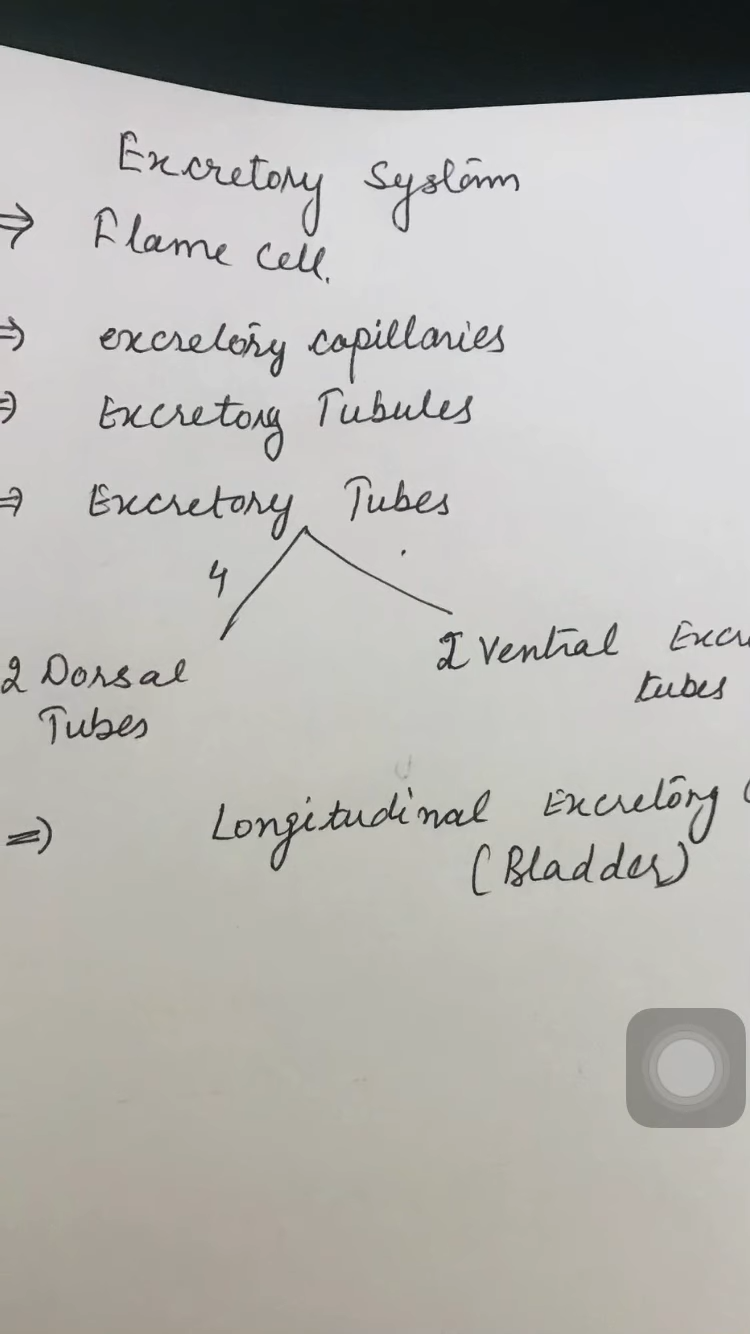 Excretory System
⇒ Flame cell.
⇒ excretory capillaries
⇒ Excretory Tubules
⇒ Excretory Tubes
4
2 Dorsal
Tubes
2 Ventral
tubes
⇒ Longitudinal Excretory
(Bladder)